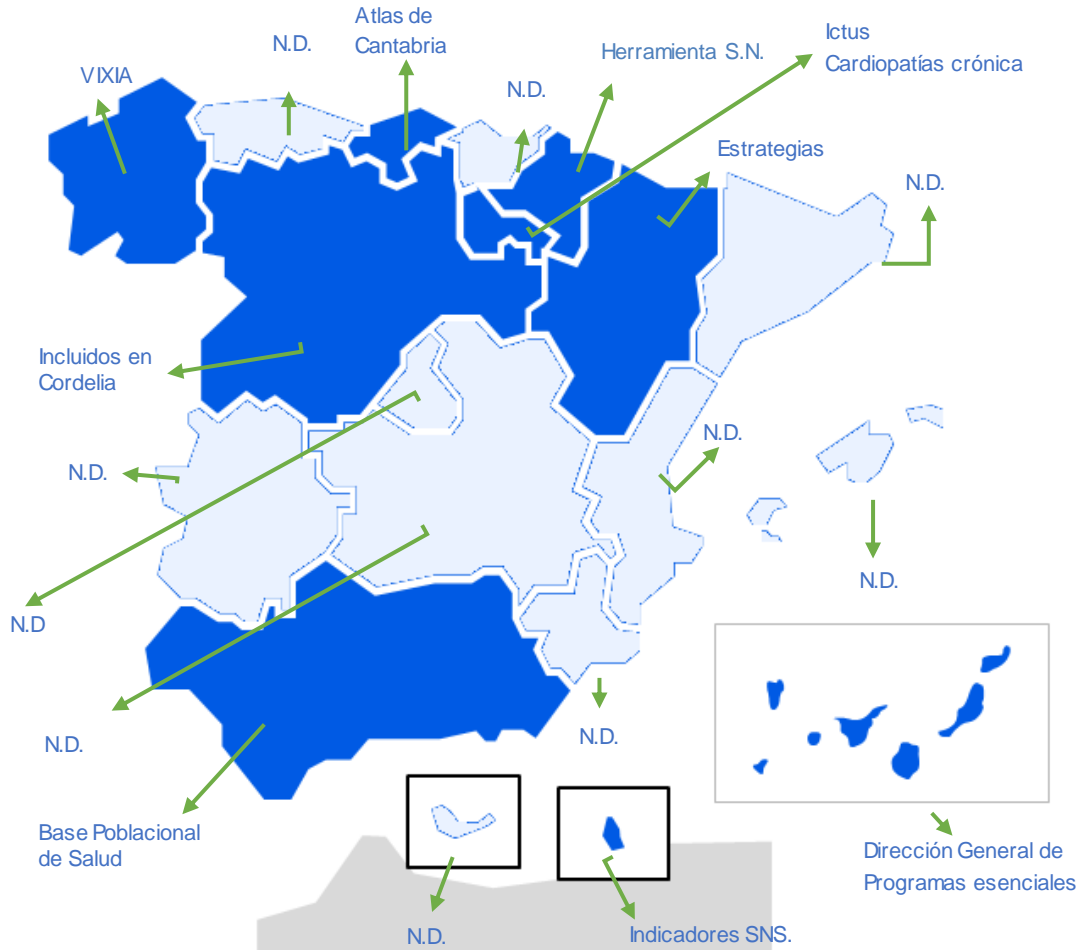 Atlas de
Cantabria
N.D.
Ictus
Cardiopatías crónica
Herramienta S.N.
VIXIA
N.D.
Estrategias
N.D.
Incluidos en
Cordelia
N.D.
N.D.
N.D.
N.D
N.D.
N.D.
Base Poblacional
de Salud
Dirección General de
Programas esenciales
N.D.
Indicadores SNS.